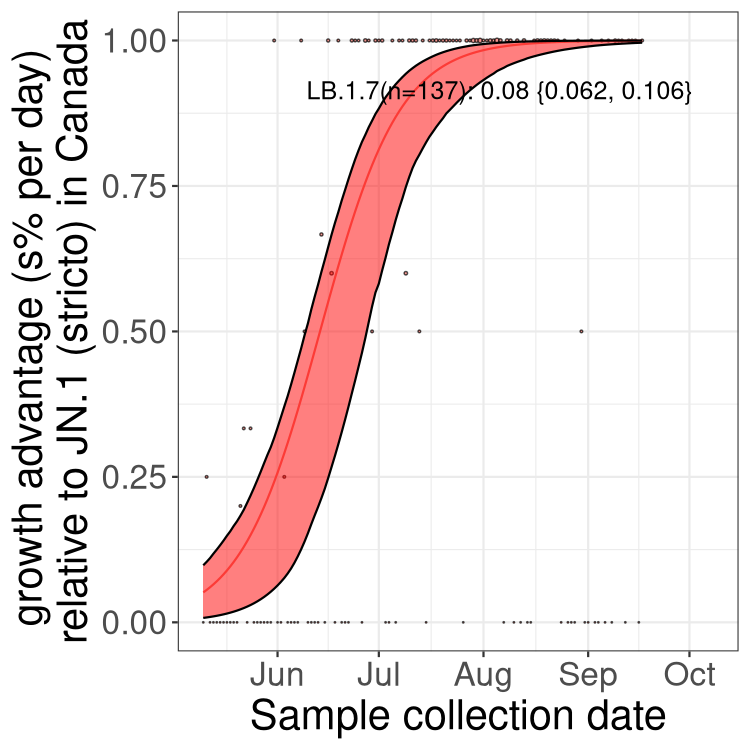 growth advantage (s% per day)
relative to JN.1 (stricto) in Canada
1.00
0.75
0.50
0.25
0.00
LB.1.7(n=137): 0.08 {0.062, 0.106}
Jun Jul Aug Sep Oct
Sample collection date